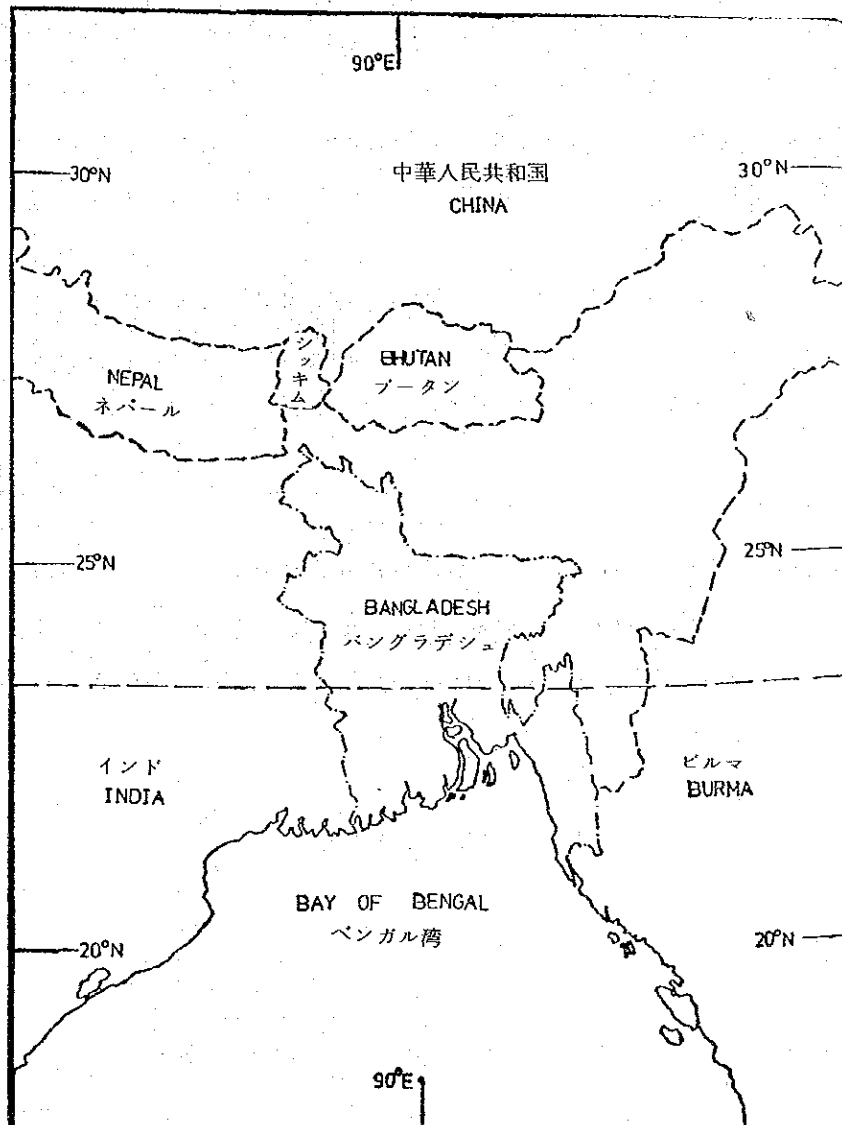 90°E
30°N
中華人民共和国
30°N
CHINA
シッキム
BHUTAN
ブータン
NEPAL
ネパール
25°N
25°N
BANGLADESH
バングラデシュ
インド
INDIA
ビルマ
BURMA
BAY OF BENGAL
ベンガル湾
20°N
20°N
90°E